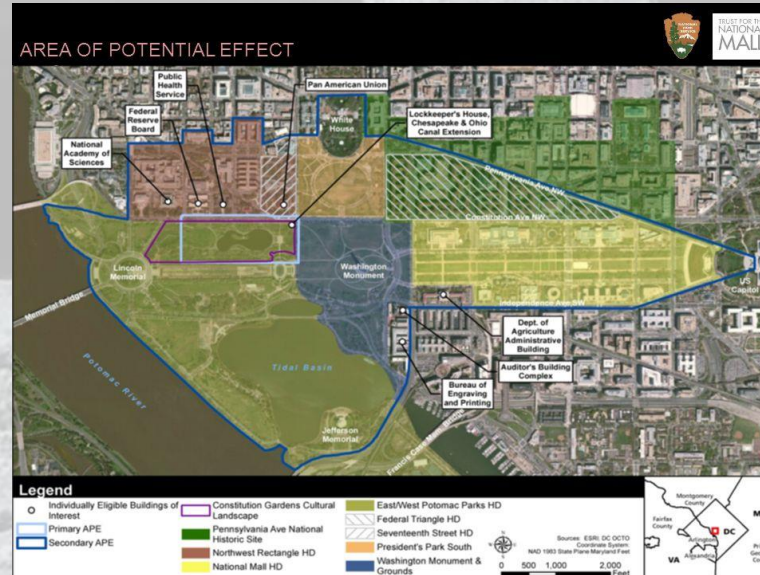 AREA OF POTENTIAL EFFECT
NATIONAL
PARK
SERVICE
TRUST FOR THE
NATIONAL
MALL
Public
Health
Service
Pan American Union
Federal
Reserve
Board
White
House
Lockkeeper's House,
Chesapeake & Ohio
Canal Extension
National
Academy of
Sciences
Pennsylvania Ave NW
Constitution Ave NW
Lincoln
Memorial
Washington
Monument
US
Capitol
Memorial Bridge
Dept. of
Agriculture
Administrative
Building
Potomac River
Tidal Basin
Auditor's Building
Complex
Bureau of
Engraving
and Printing
Jefferson
Memorial
Legend
Individually Eligible Buildings of
Interest
Primary APE
Secondary APE
Constitution Gardens Cultural
Landscape
Pennsylvania Ave National
Historic Site
Northwest Rectangle HD
National Mall HD
East/West Potomac Parks HD
Federal Triangle HD
Seventeenth Street HD
President's Park South
Washington Monument &
Grounds
Sources: ESRI, DC OCTO
Coordinate System:
NAD 1983 State Plane Maryland Feet
0 500 1,000 2,000
Feet
Montgomery
County
Fairfax
County
DC
Arlington
Alexandria
VA